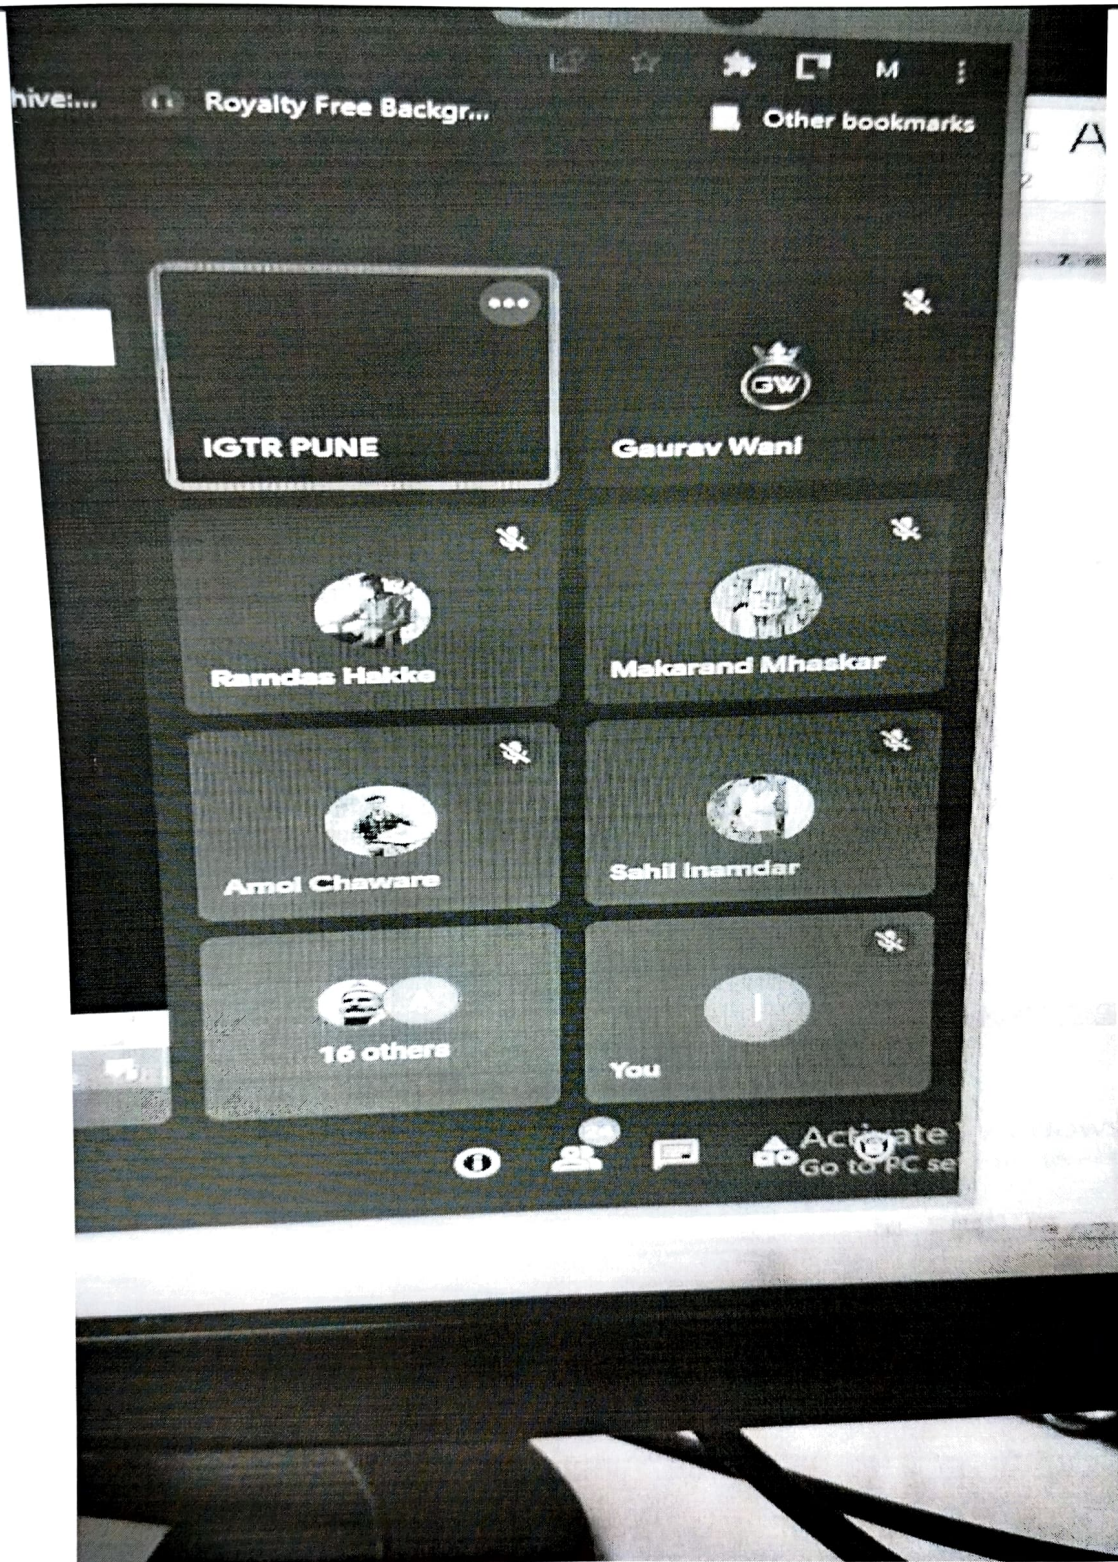 hive:...
Royalty Free Backgr...
M
Other bookmarks
A
IGTR PUNE
GW
Gaurav Wani
Ramdas Hakke
Makarand Mhaskar
Amol Chaware
Sahil Inamdar
16 others
I
You
Activate
Go to PC se